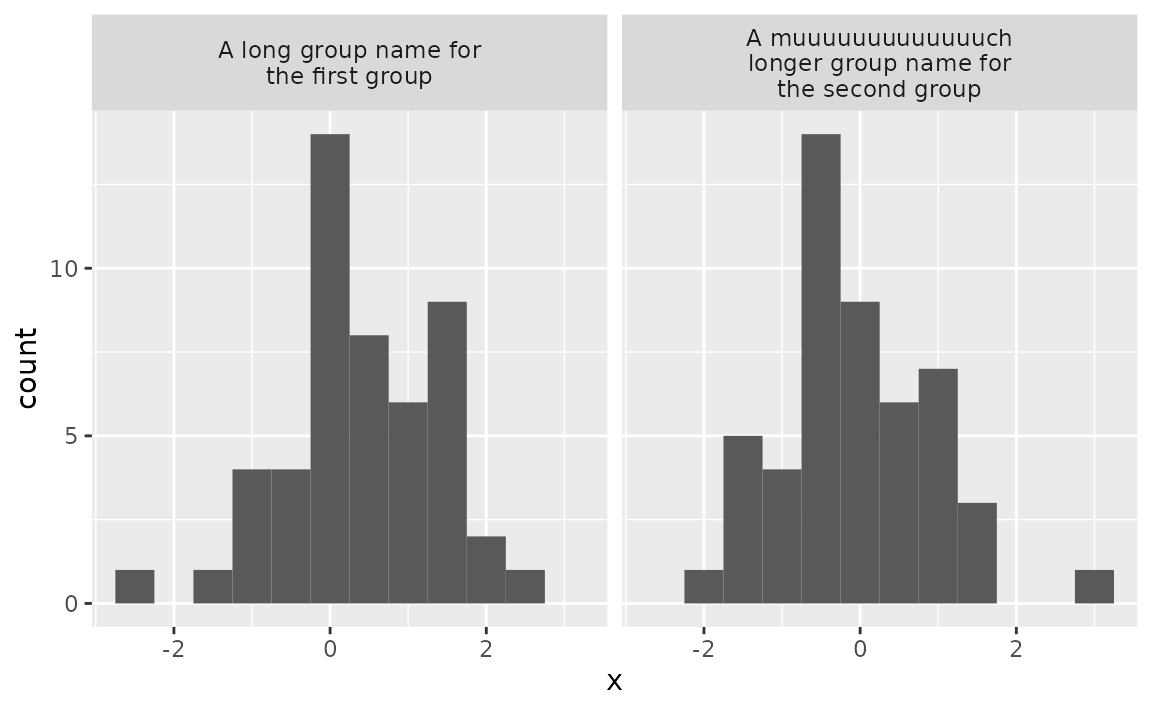 A long group name for
the first group
A muuuuuuuuuuuuuuch
longer group name for
the second group
count
10
5
0
-2
0
2
-2
0
2
x